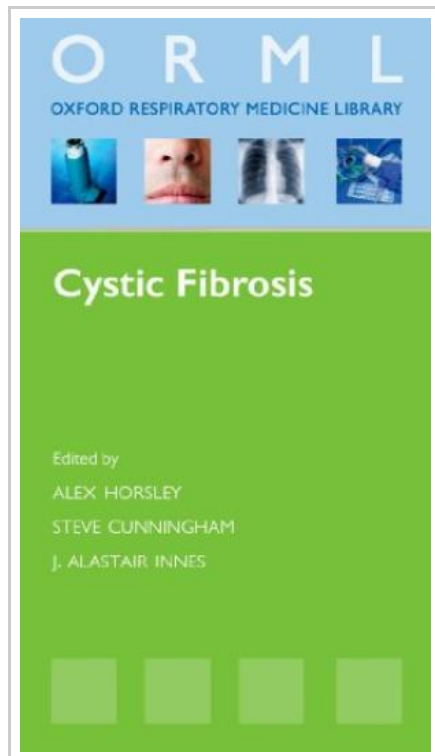 O R M L
OXFORD RESPIRATORY MEDICINE LIBRARY
Cystic Fibrosis
Edited by
ALEX HORSLEY
STEVE CUNNINGHAM
J. ALASTAIR INNES